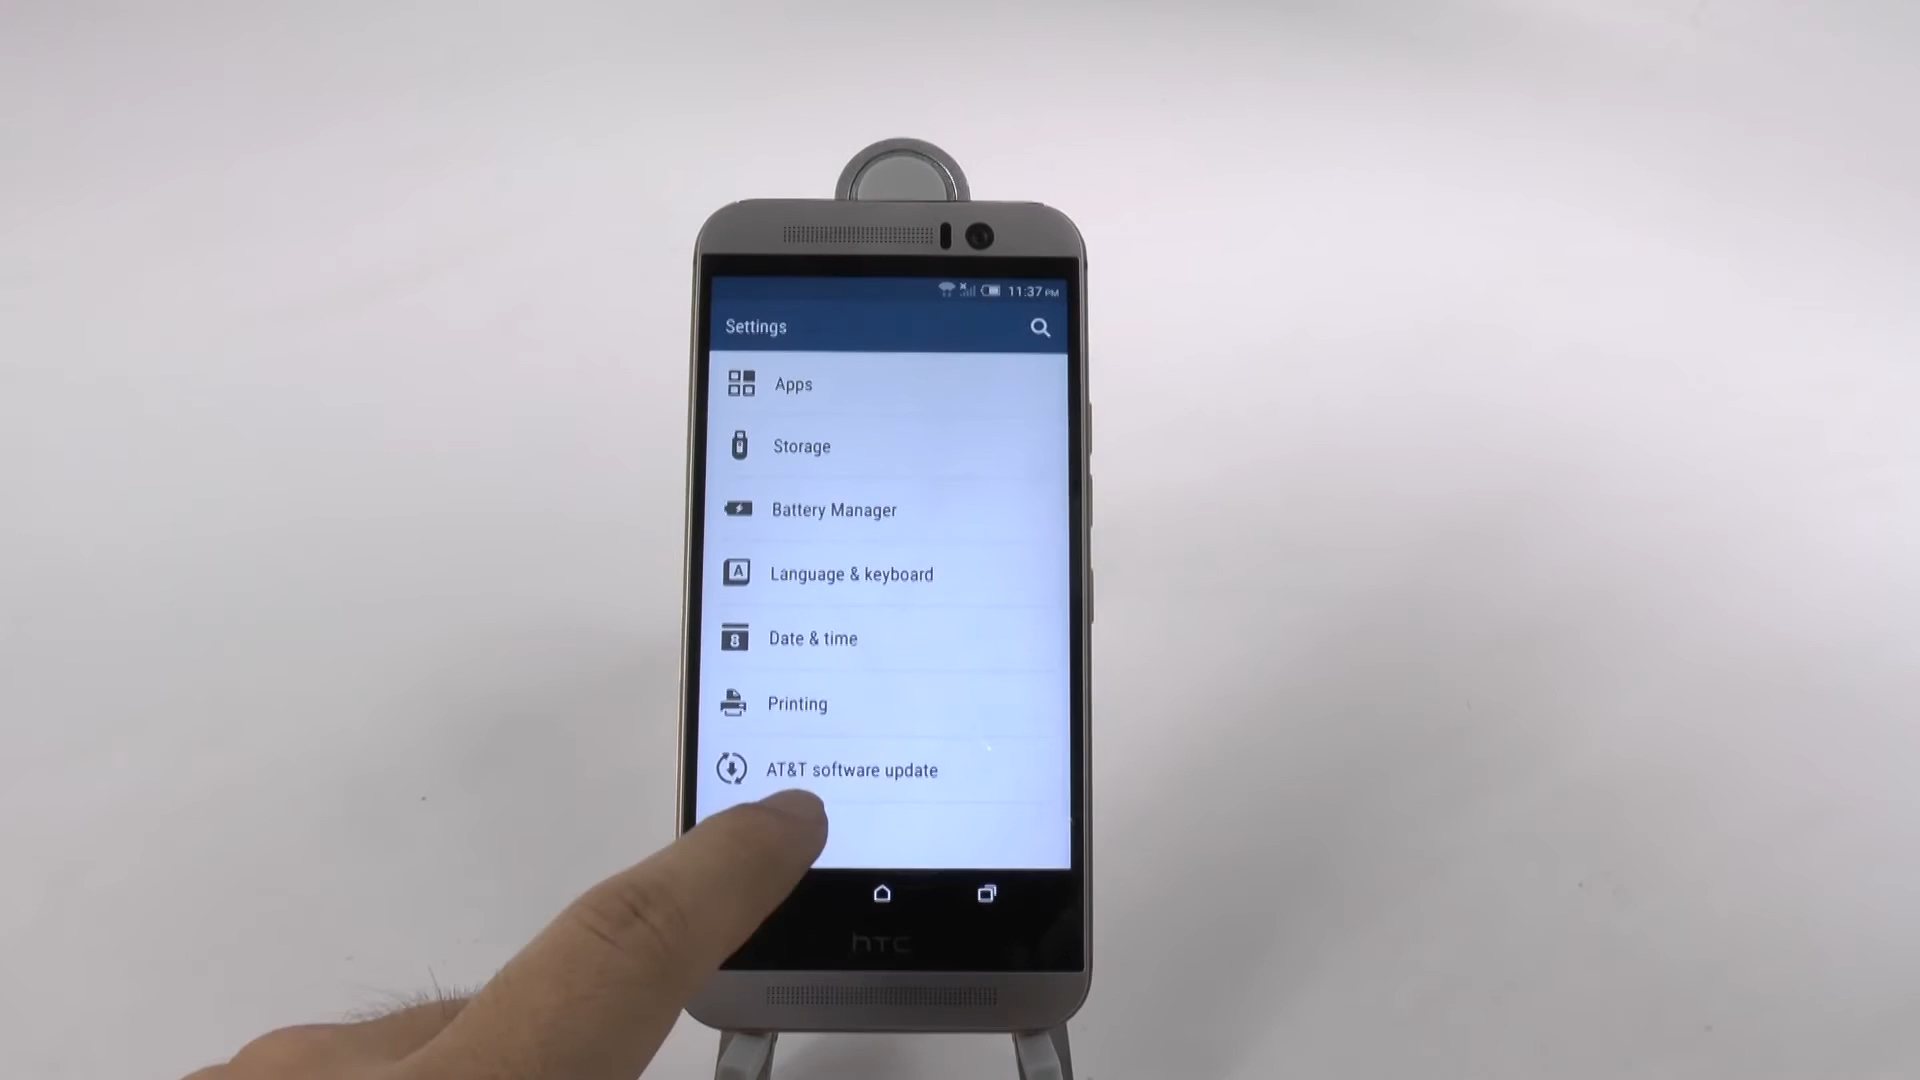 11:37 PM
Settings
Apps
Storage
Battery Manager
A
Language & keyboard
8
Date & time
Printing
AT&T software update
hTC